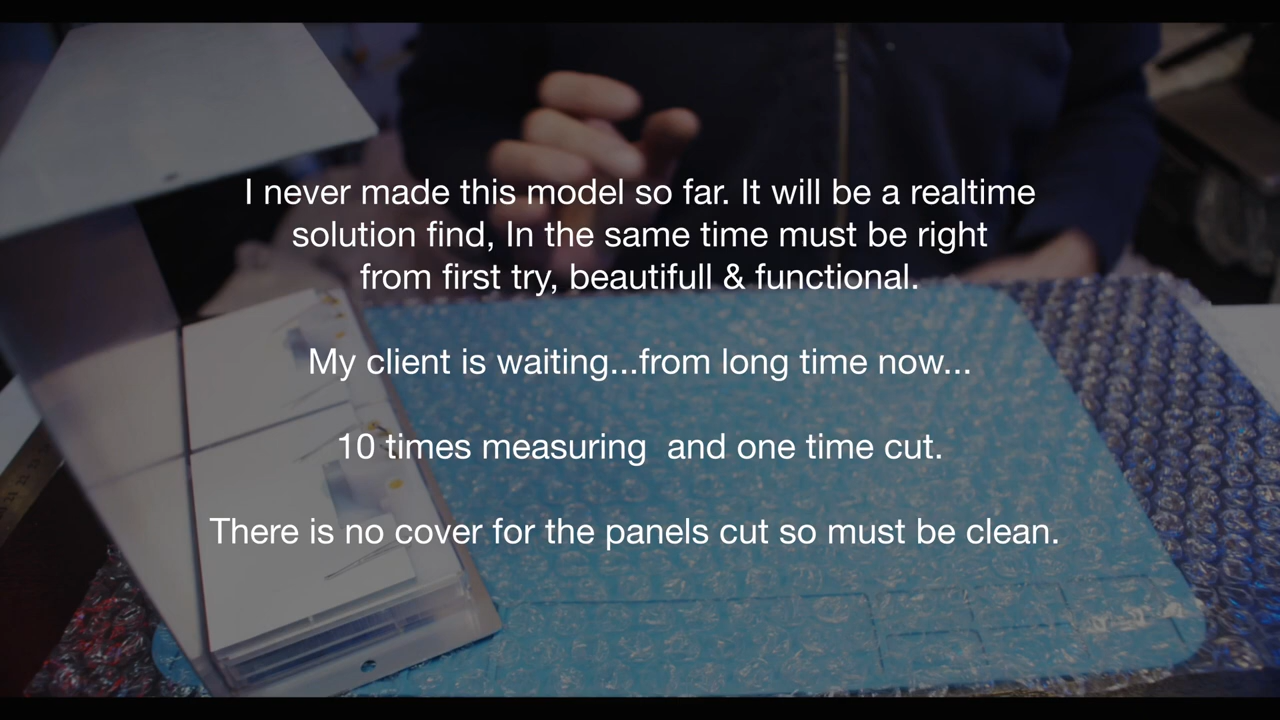 I never made this model so far. It will be a realtime
solution find, In the same time must be right
from first try, beautifull & functional.
My client is waiting...from long time now...
10 times measuring  and one time cut.
There is no cover for the panels cut so must be clean.